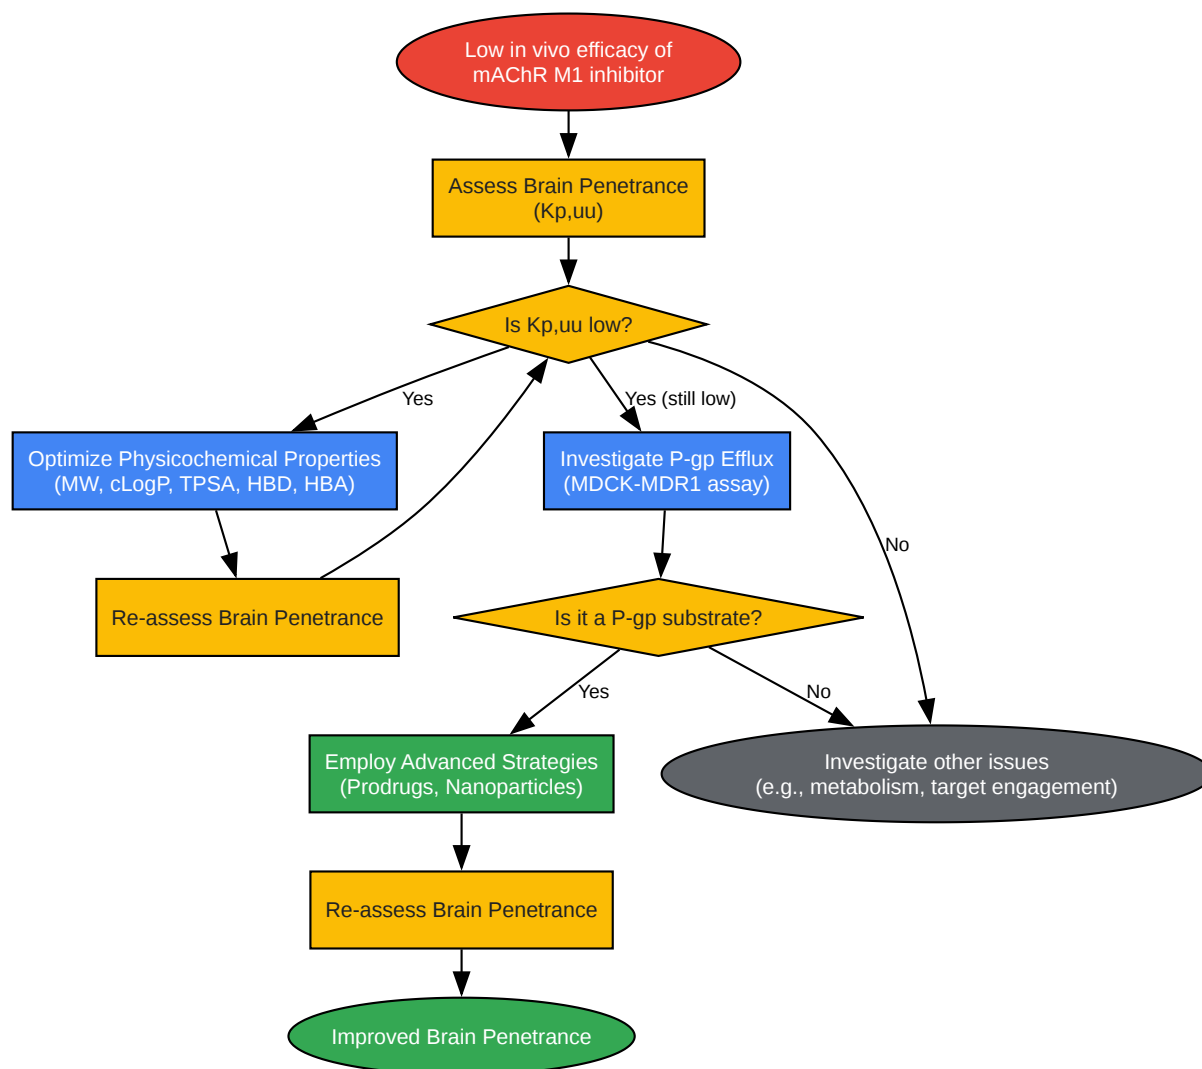 Low in vivo efficacy of
mAChR M1 inhibitor
Assess Brain Penetrance
(Kp,uu)
Is Kp,uu low?
Yes
Yes (still low)
Optimize Physicochemical Properties
(MW, cLogP, TPSA, HBD, HBA)
Investigate P-gp Efflux
(MDCK-MDR1 assay)
No
Re-assess Brain Penetrance
Is it a P-gp substrate?
Yes
No
Employ Advanced Strategies
(Prodrugs, Nanoparticles)
Investigate other issues
(e.g., metabolism, target engagement)
Re-assess Brain Penetrance
Improved Brain Penetrance